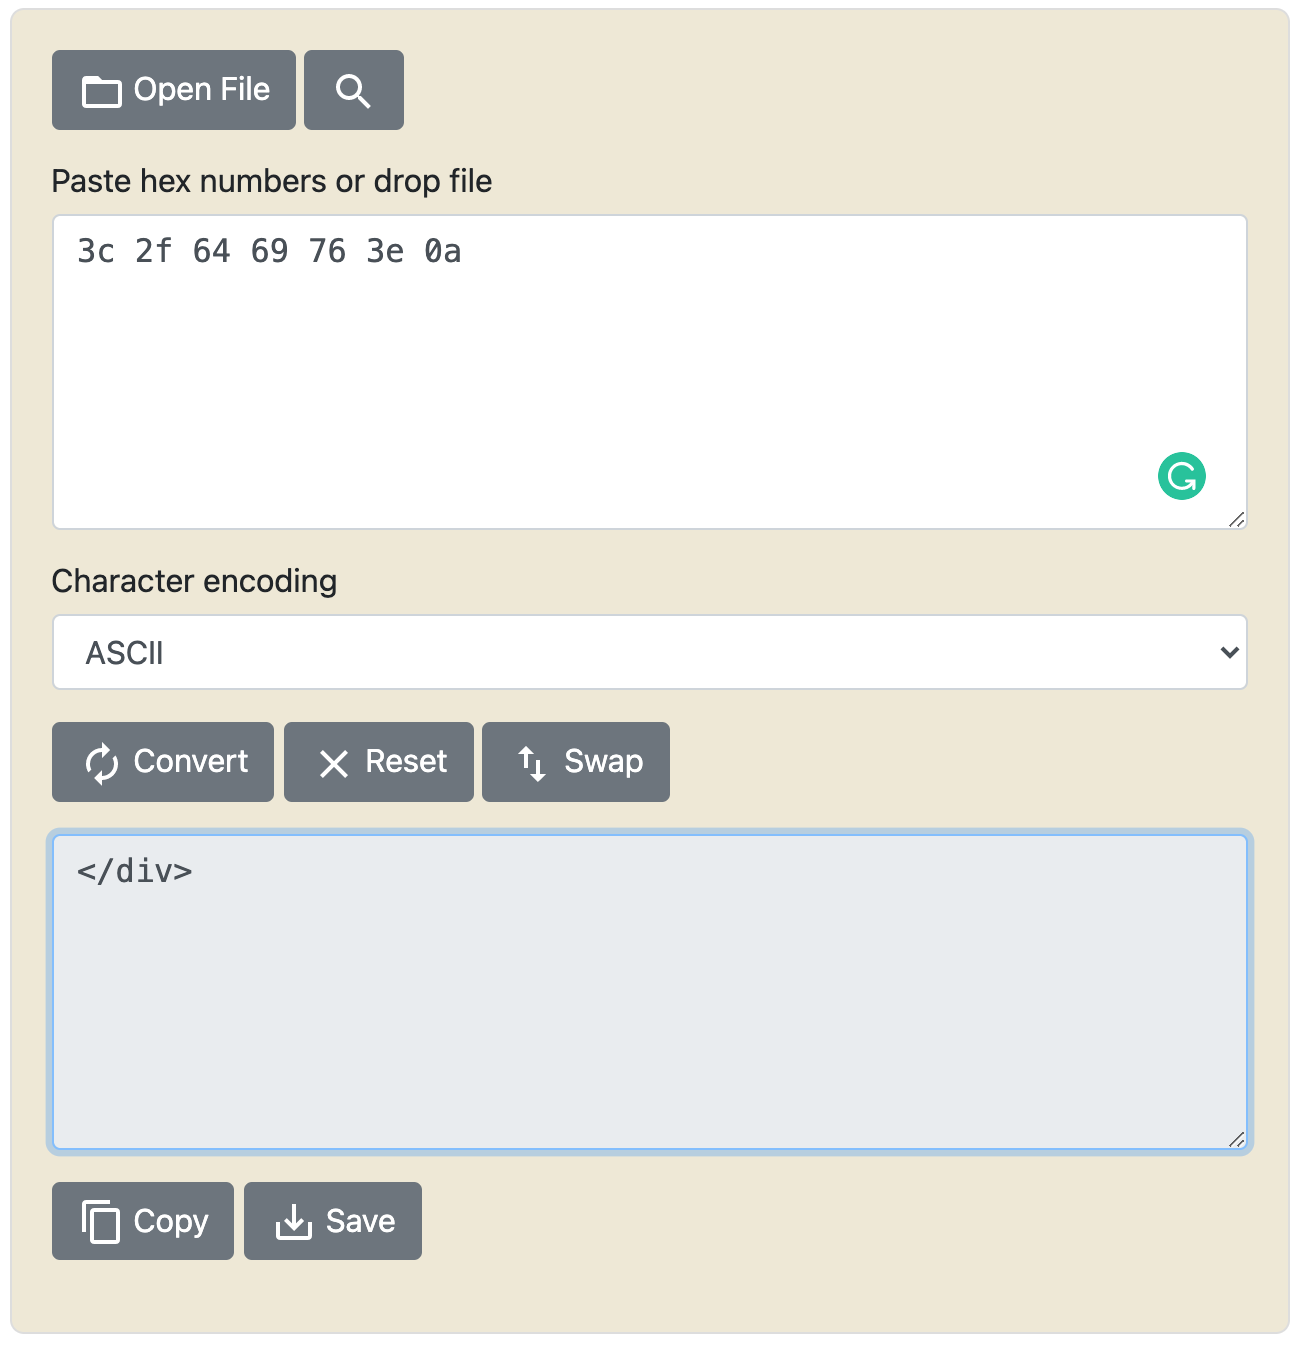 Open File
Paste hex numbers or drop file
3c 2f 64 69 76 3e 0a
Character encoding
ASCII
Convert Reset Swap
</div>
Copy Save